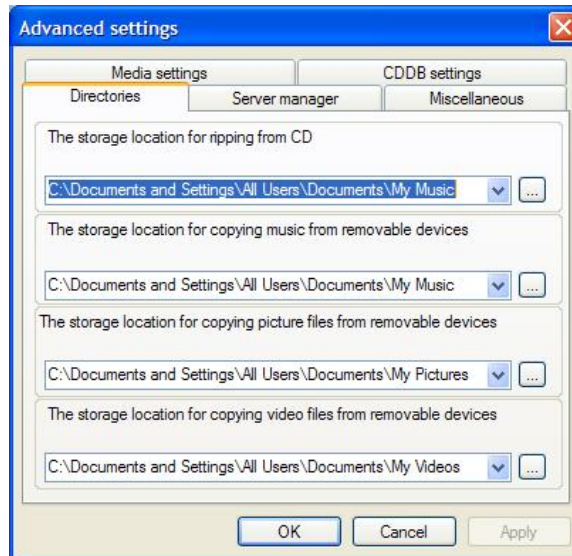 Advanced settings
Media settings
CDDB settings
Directories
Server manager
Miscellaneous
The storage location for ripping from CD
C:\Documents and Settings\All Users\Documents\My Music
...
The storage location for copying music from removable devices
C:\Documents and Settings\All Users\Documents\My Music
...
The storage location for copying picture files from removable devices
C:\Documents and Settings\All Users\Documents\My Pictures
...
The storage location for copying video files from removable devices
C:\Documents and Settings\All Users\Documents\My Videos
...
OK
Cancel
Apply